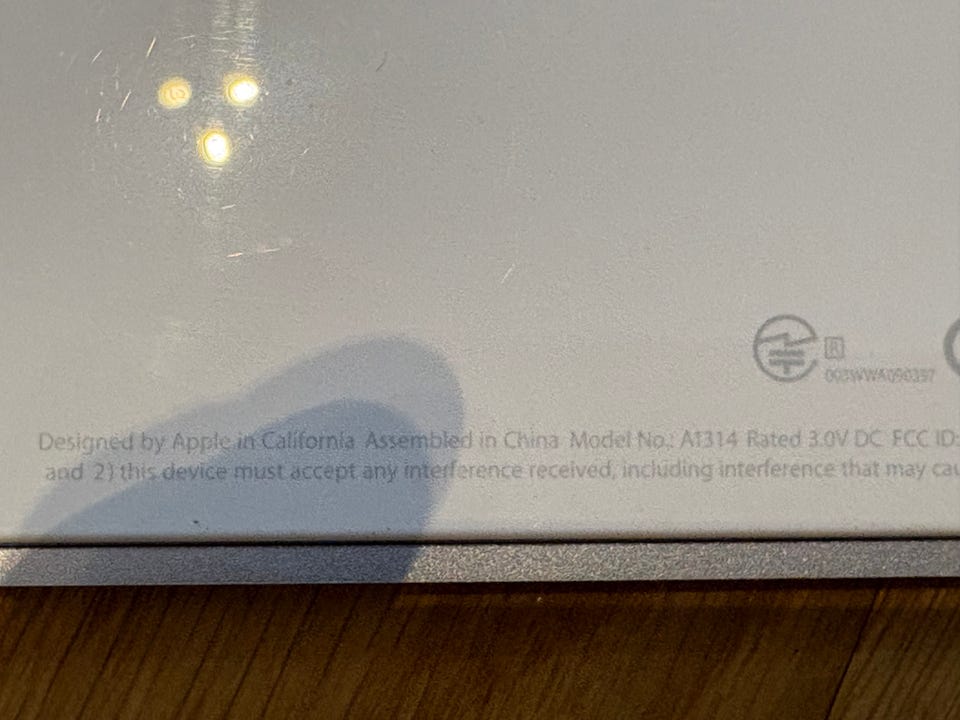 R
003WWA090397
Designed by Apple in California Assembled in China Model No.: A1314 Rated 3.0V DC FCC ID:
and 2) this device must accept any interference received, including interference that may cau